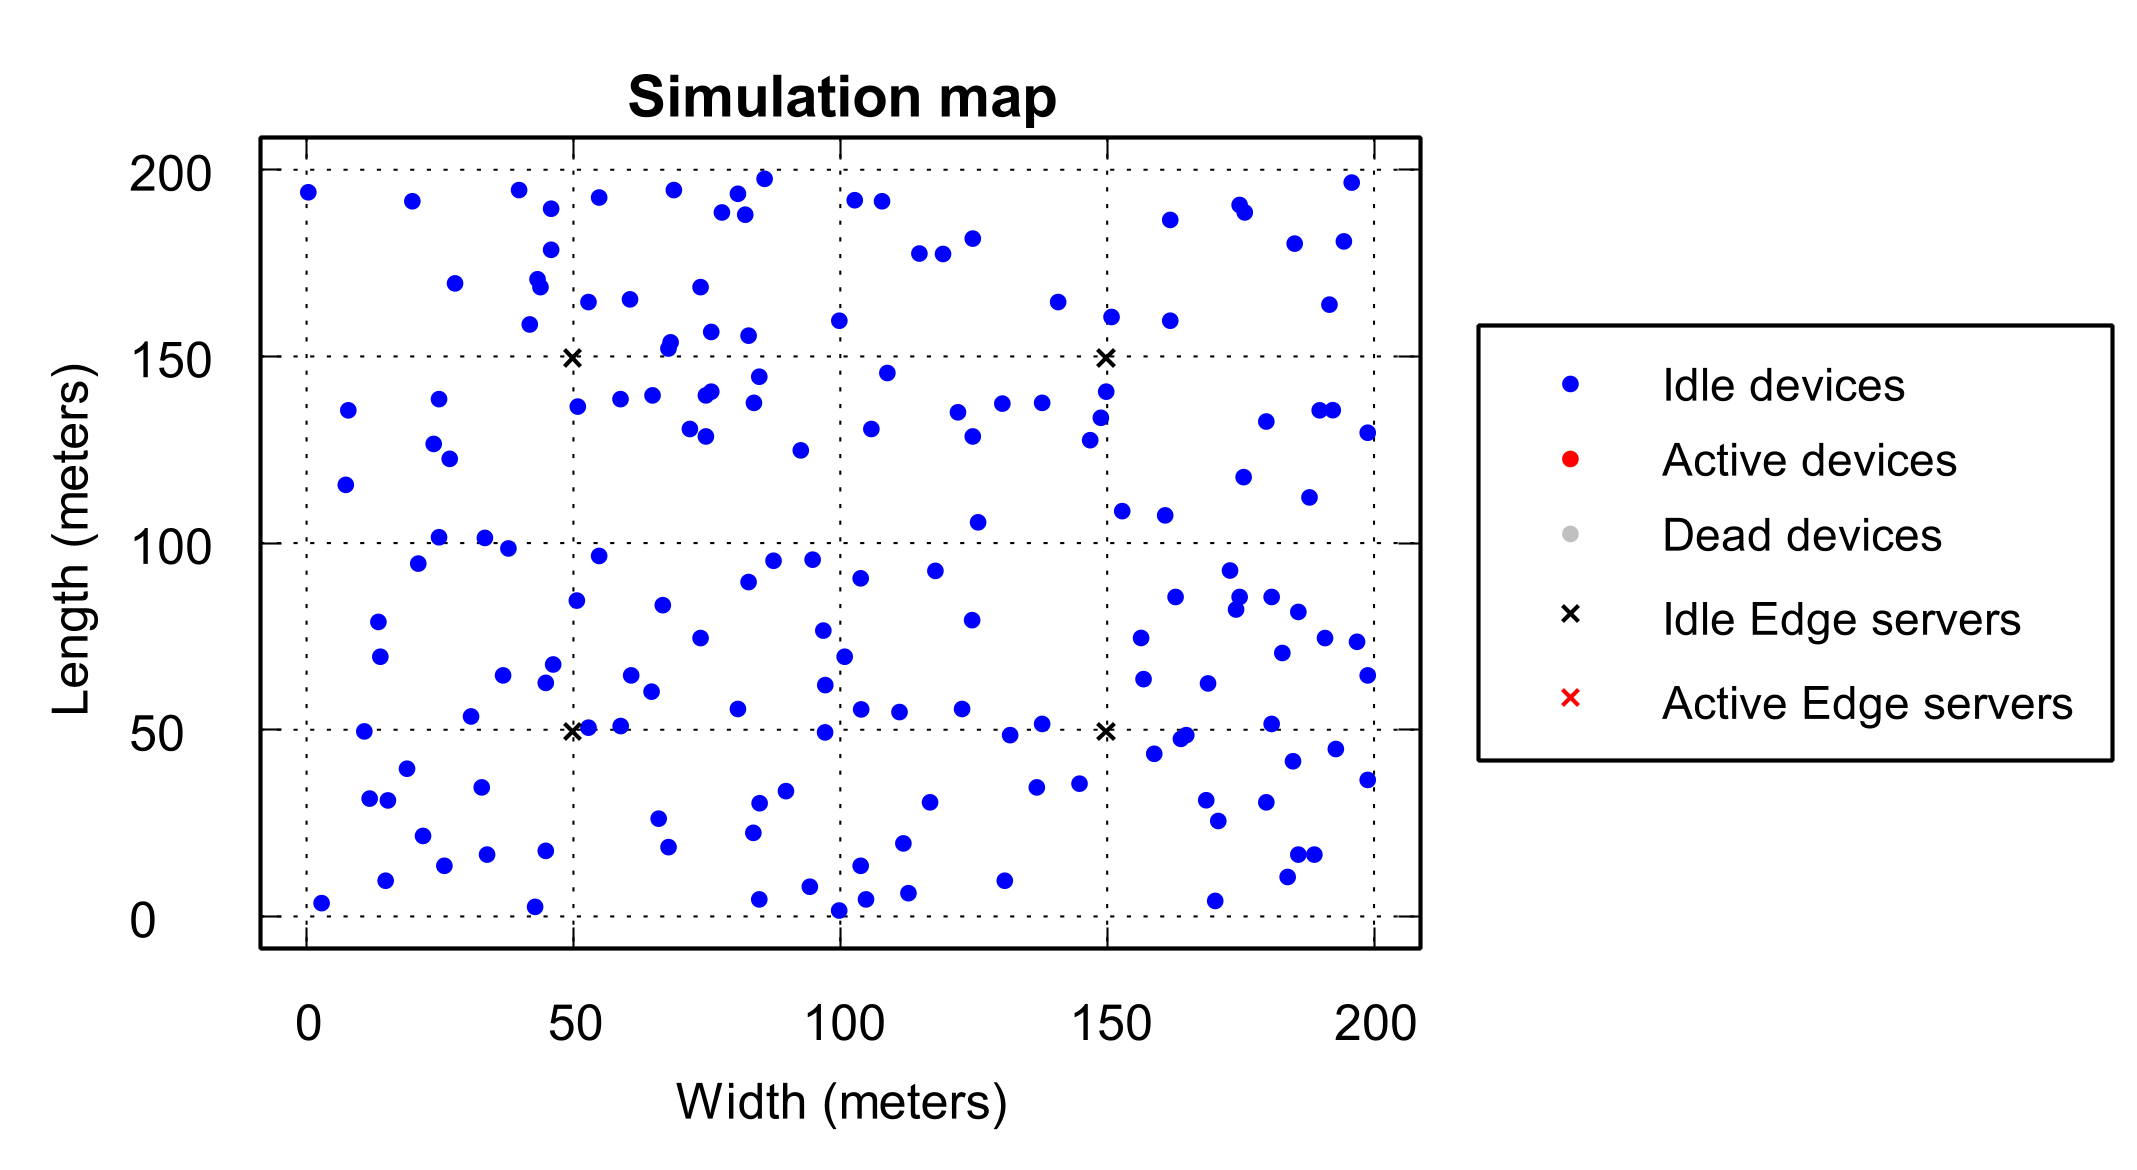 Simulation map
200
150
100
50
0
Length (meters)
0 50 100 150 200
Width (meters)
Idle devices
Active devices
Dead devices
Idle Edge servers
Active Edge servers